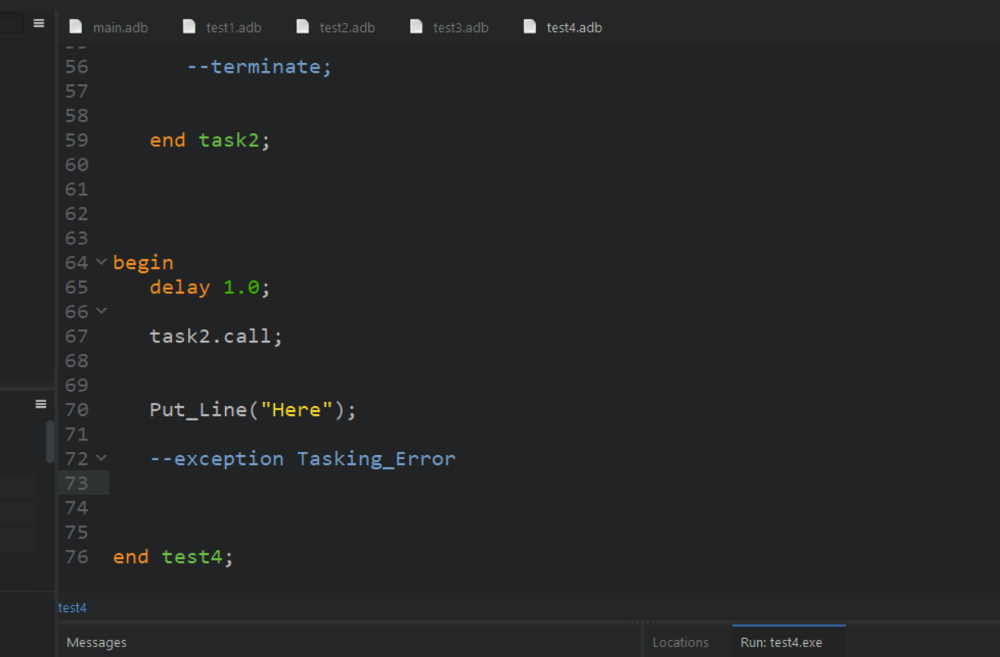 main.adb test1.adb test2.adb test3.adb test4.adb
56 --terminate;
57
58
59 end task2;
60
61
62
63
64 begin
65 delay 1.0;
66
67 task2.call;
68
69
70 Put_Line("Here");
71
72 --exception Tasking_Error
73
74
75
76 end test4;
test4
Messages Locations Run: test4.exe